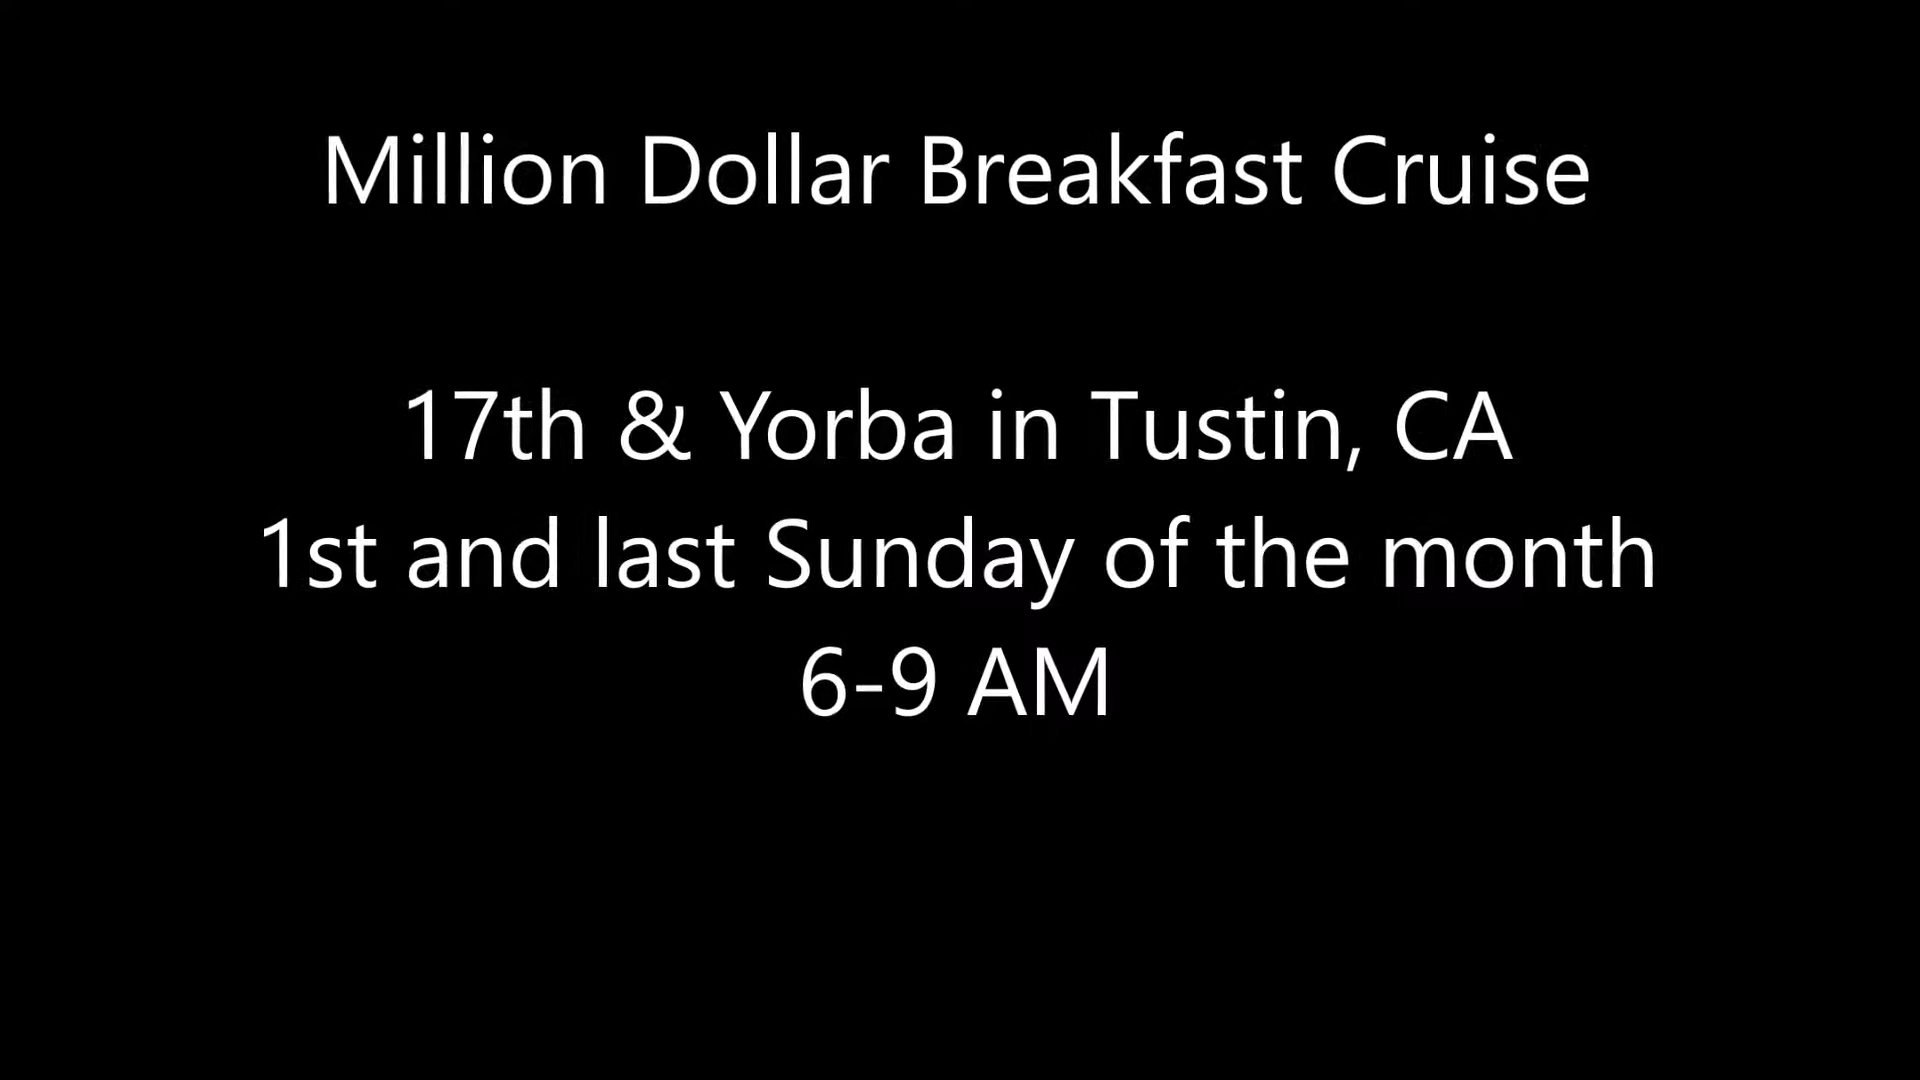 Million Dollar Breakfast Cruise
17th & Yorba in Tustin, CA
1st and last Sunday of the month
6-9 AM